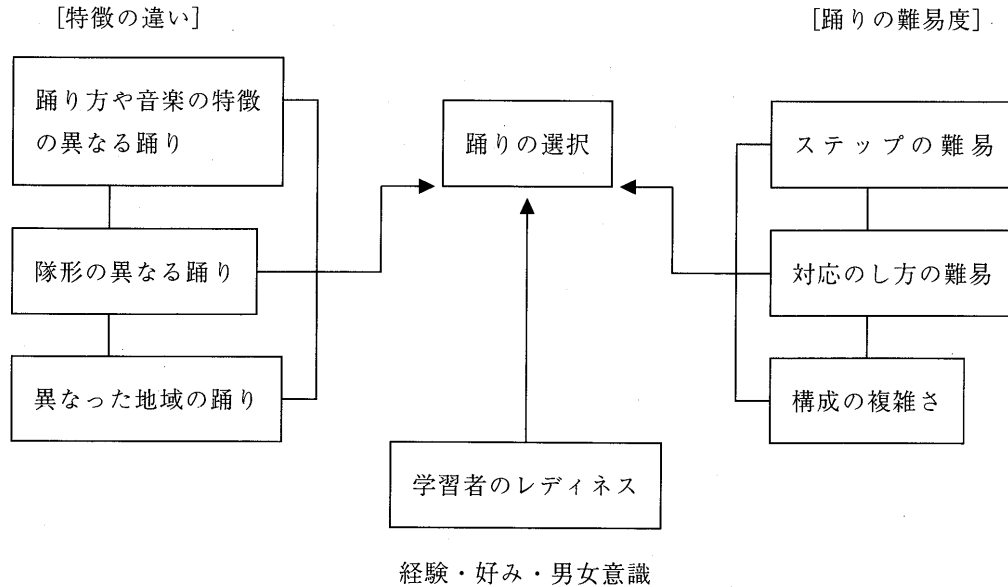 [特徴の違い]
踊り方や音楽の特徴
の異なる踊り
隊形の異なる踊り
異なった地域の踊り
踊りの選択
学習者のレディネス
経験・好み・男女意識
[踊りの難易度]
ステップの難易
対応のし方の難易
構成の複雑さ